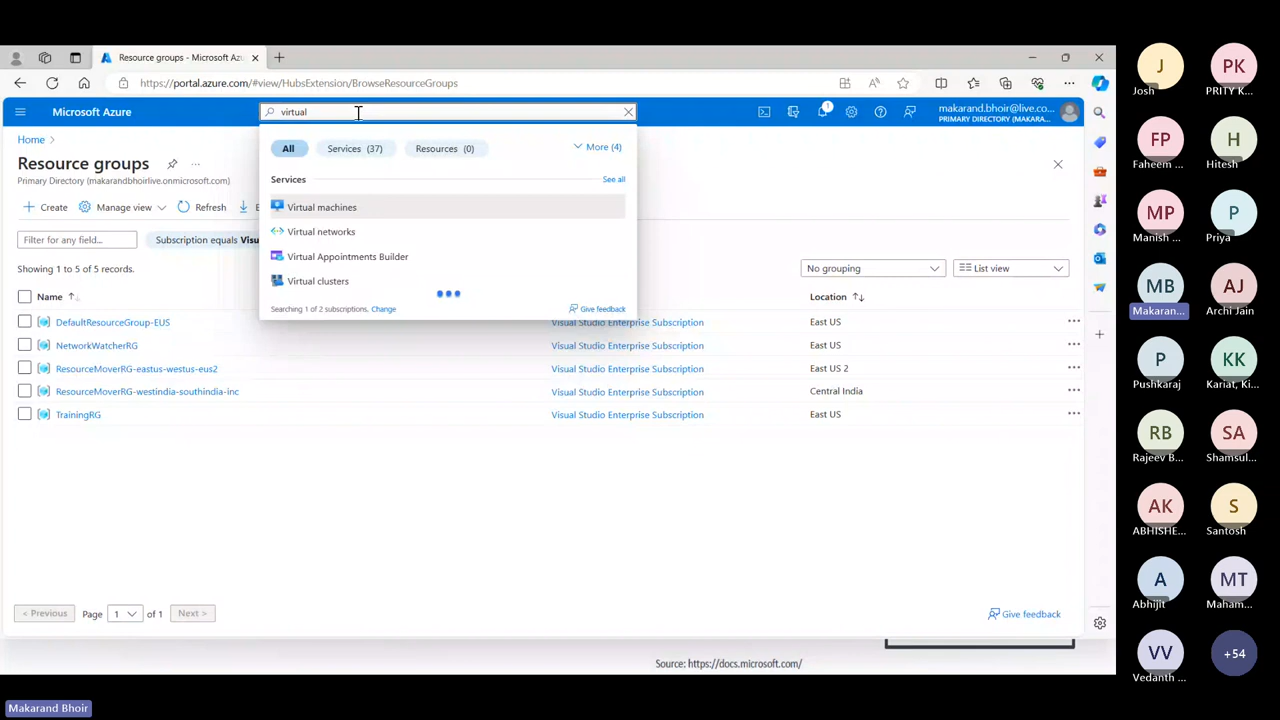 Resource groups - Microsoft Azu
https://portal.azure.com/#view/HubsExtension/BrowseResourceGroups
Microsoft Azure
virtual
1
makarand.bhoir@live.co...
PRIMARY DIRECTORY (MAKARA...
Home
All
Services (37)
Resources (0)
More (4)
Resource groups
Primary Directory (makarandbhoirlive.onmicrosoft.com)
Services
See all
Create
Manage view
Refresh
E
Virtual machines
Virtual networks
Virtual Appointments Builder
Virtual clusters
Searching 1 of 2 subscriptions. Change
Give feedback
Filter for any field...
Subscription equals Visu
Showing 1 to 5 of 5 records.
No grouping
List view
Name
Location
DefaultResourceGroup-EUS
Visual Studio Enterprise Subscription
East US
NetworkWatcherRG
Visual Studio Enterprise Subscription
East US
ResourceMoverRG-eastus-westus-eus2
Visual Studio Enterprise Subscription
East US 2
ResourceMoverRG-westindia-southindia-inc
Visual Studio Enterprise Subscription
Central India
TrainingRG
Visual Studio Enterprise Subscription
East US
< Previous
Page
1
of 1
Next >
Give feedback
Source: https://docs.microsoft.com/
J
Josh
PK
PRITY K...
FP
Faheem ...
H
Hitesh
MP
Manish ...
P
Priya
MB
Makaran...
AJ
Archi Jain
P
Pushkaraj
KK
Kariat, Ki...
RB
Rajeev B...
SA
Shamsul...
AK
ABHISHE...
S
Santosh
A
Abhijit
MT
Maham...
VV
Vedanth ...
+54
Makarand Bhoir